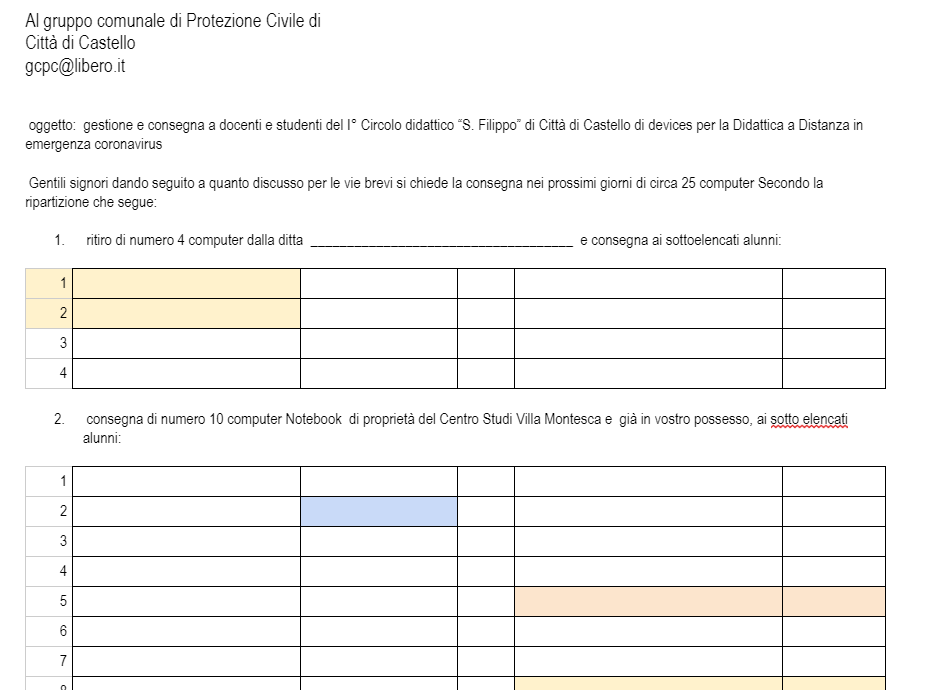 Al gruppo comunale di Protezione Civile di
Città di Castello
gcpc@libero.it
oggetto: gestione e consegna a docenti e studenti del I° Circolo didattico “S. Filippo” di Città di Castello di devices per la Didattica a Distanza in
emergenza coronavirus
Gentili signori dando seguito a quanto discusso per le vie brevi si chiede la consegna nei prossimi giorni di circa 25 computer Secondo la
ripartizione che segue:
1. ritiro di numero 4 computer dalla ditta ___________________________________ e consegna ai sottoelencati alunni:
1
2
3
4
2. consegna di numero 10 computer Notebook di proprietà del Centro Studi Villa Montesca e già in vostro possesso, ai sotto elencati
alunni:
1
2
3
4
5
6
7